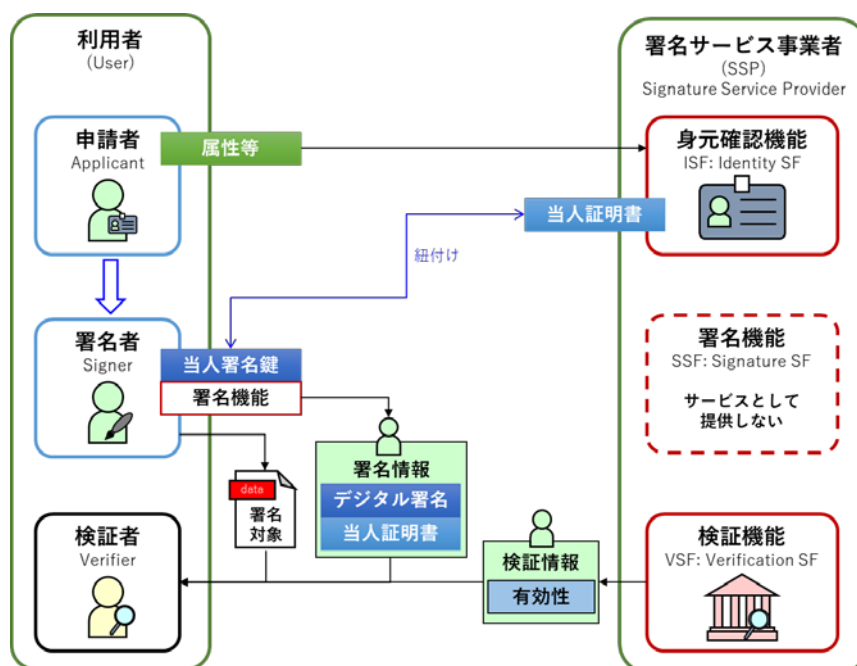 利用者
(User)
署名サービス事業者
(SSP)
Signature Service Provider
申請者
Applicant
属性等
身元確認機能
ISF: Identity SF
当人証明書
紐付け
署名者
Signer
当人署名鍵
署名機能
署名機能
SSF: Signature SF
サービスとして
提供しない
署名情報
デジタル署名
当人証明書
data
署名
対象
検証者
Verifier
検証情報
有効性
検証機能
VSF: Verification SF